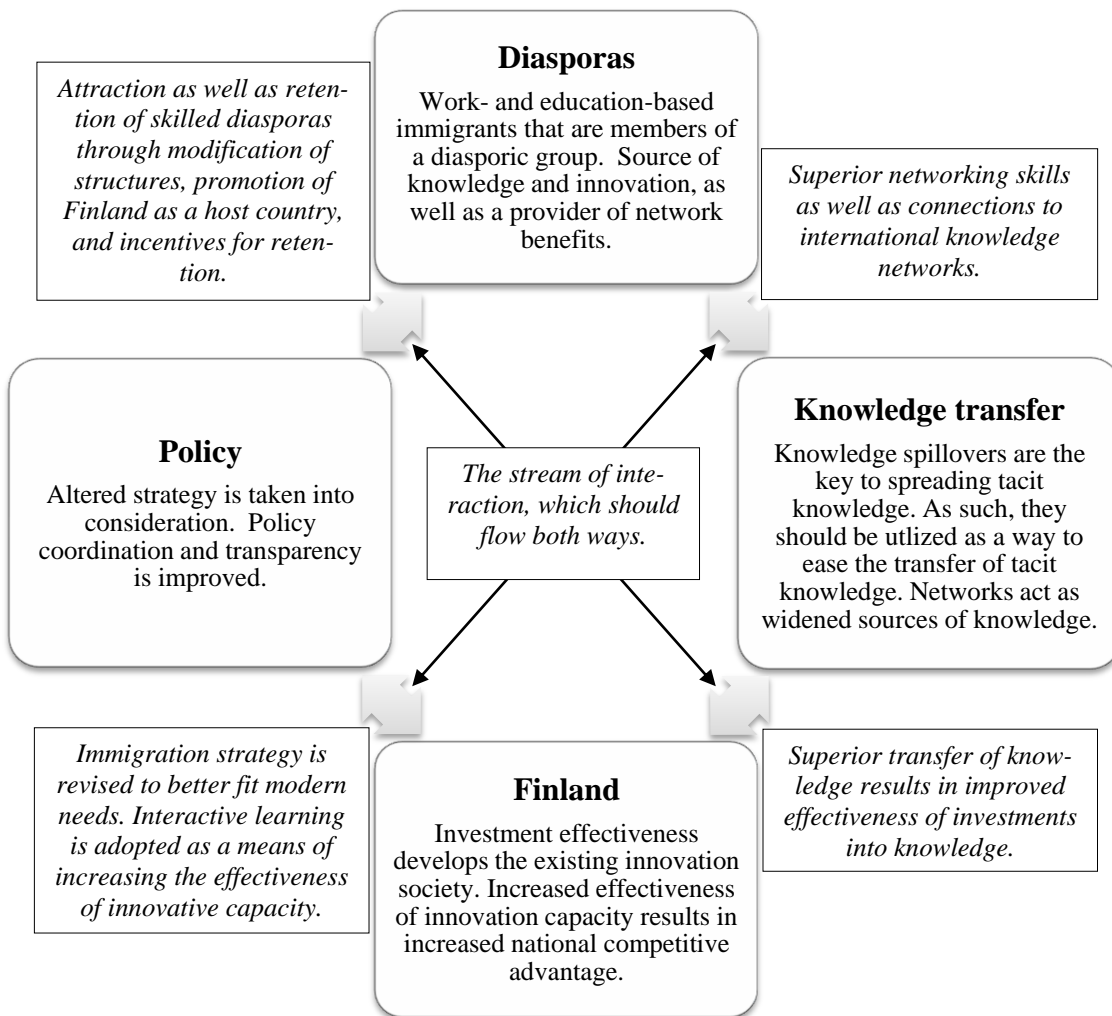 Diasporas
Work- and education-based
immigrants that are members of
a diasporic group.  Source of
knowledge and innovation, as
well as a provider of network
benefits.
Attraction as well as reten-
tion of skilled diasporas
through modification of
structures, promotion of
Finland as a host country,
and incentives for reten-
tion.
Superior networking skills
as well as connections to
international knowledge
networks.
Policy
Altered strategy is taken into
consideration.  Policy
coordination and transparency
is improved.
The stream of inte-
raction, which should
flow both ways.
Knowledge transfer
Knowledge spillovers are the
key to spreading tacit
knowledge. As such, they
should be utlized as a way to
ease the transfer of tacit
knowledge. Networks act as
widened sources of knowledge.
Immigration strategy is
revised to better fit modern
needs. Interactive learning
is adopted as a means of
increasing the effectiveness
of innovative capacity.
Finland
Investment effectiveness
develops the existing innovation
society. Increased effectiveness
of innovation capacity results in
increased national competitive
advantage.
Superior transfer of know-
ledge results in improved
effectiveness of investments
into knowledge.